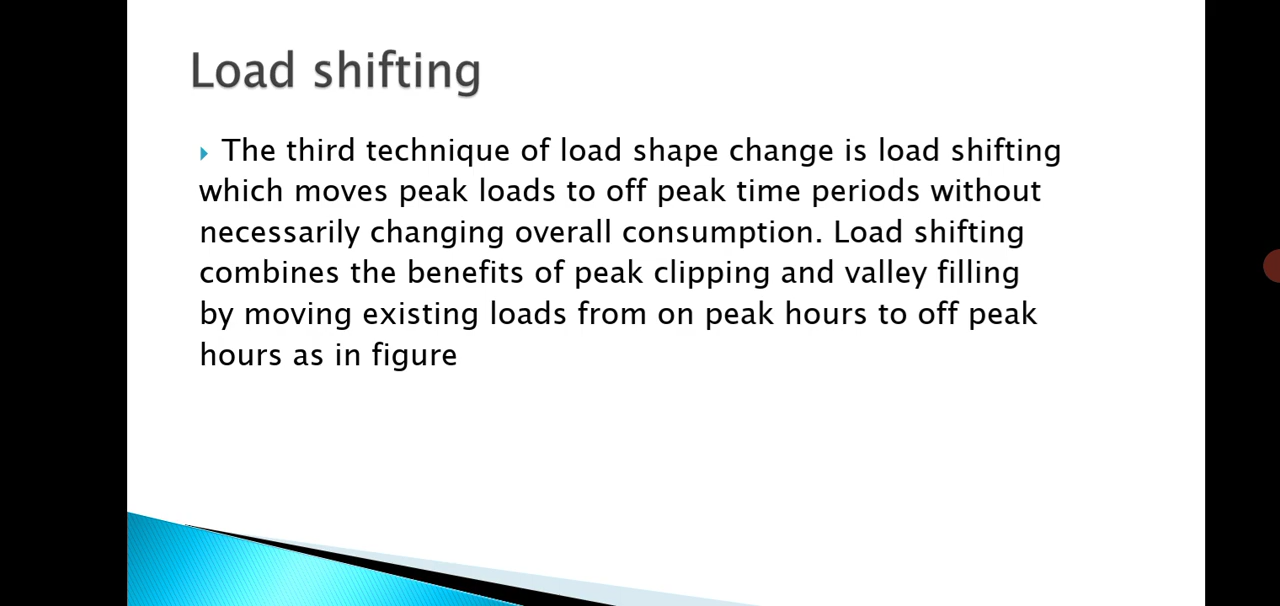 Load shifting
The third technique of load shape change is load shifting
which moves peak loads to off peak time periods without
necessarily changing overall consumption. Load shifting
combines the benefits of peak clipping and valley filling
by moving existing loads from on peak hours to off peak
hours as in figure